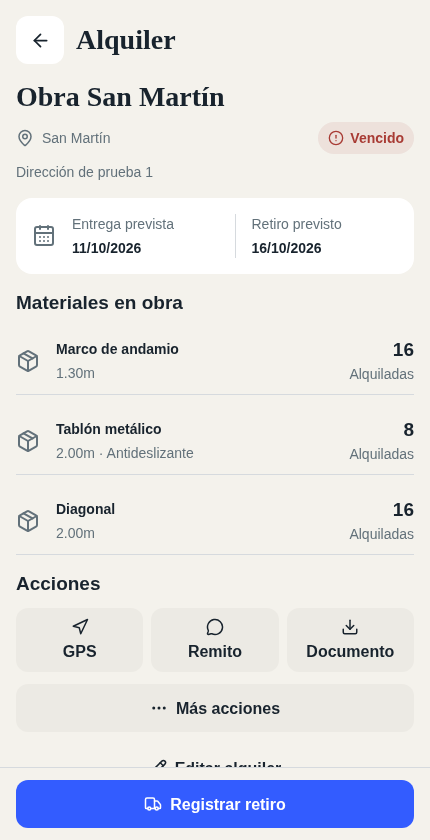 Alquiler
Obra San Martín
San Martín
Vencido
Dirección de prueba 1
Entrega prevista
Retiro previsto
11/10/2026
16/10/2026
Materiales en obra
Marco de andamio
16
1.30m
Alquiladas
Tablón metálico
8
2.00m · Antideslizante
Alquiladas
Diagonal
16
2.00m
Alquiladas
Acciones
GPS
Remito
Documento
Más acciones
Editar alquiler
Registrar retiro